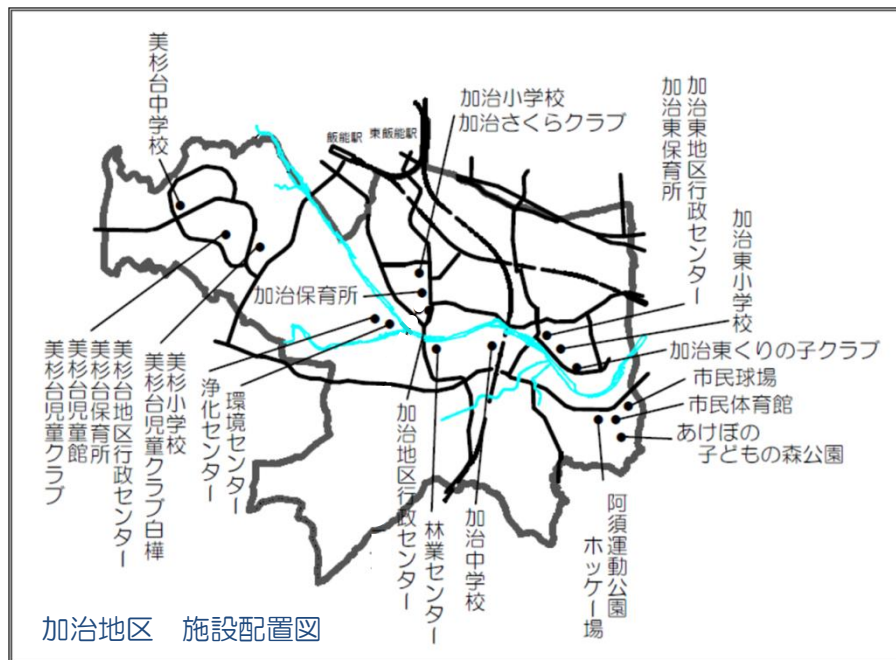 美杉台中学校
飯能駅
東飯能駅
加治小学校
加治さくらクラブ
加治東地区行政センター
加治東保育所
加治東小学校
加治保育所
加治東くりの子クラブ
市民球場
市民体育館
あけぼの
子どもの森公園
阿須運動公園
ホッケー場
加治中学校
林業センター
加治地区行政センター
環境センター
浄化センター
美杉小学校
美杉台児童クラブ白樺
美杉台地区行政センター
美杉台保育所
美杉台児童館
美杉台児童クラブ
加治地区　施設配置図